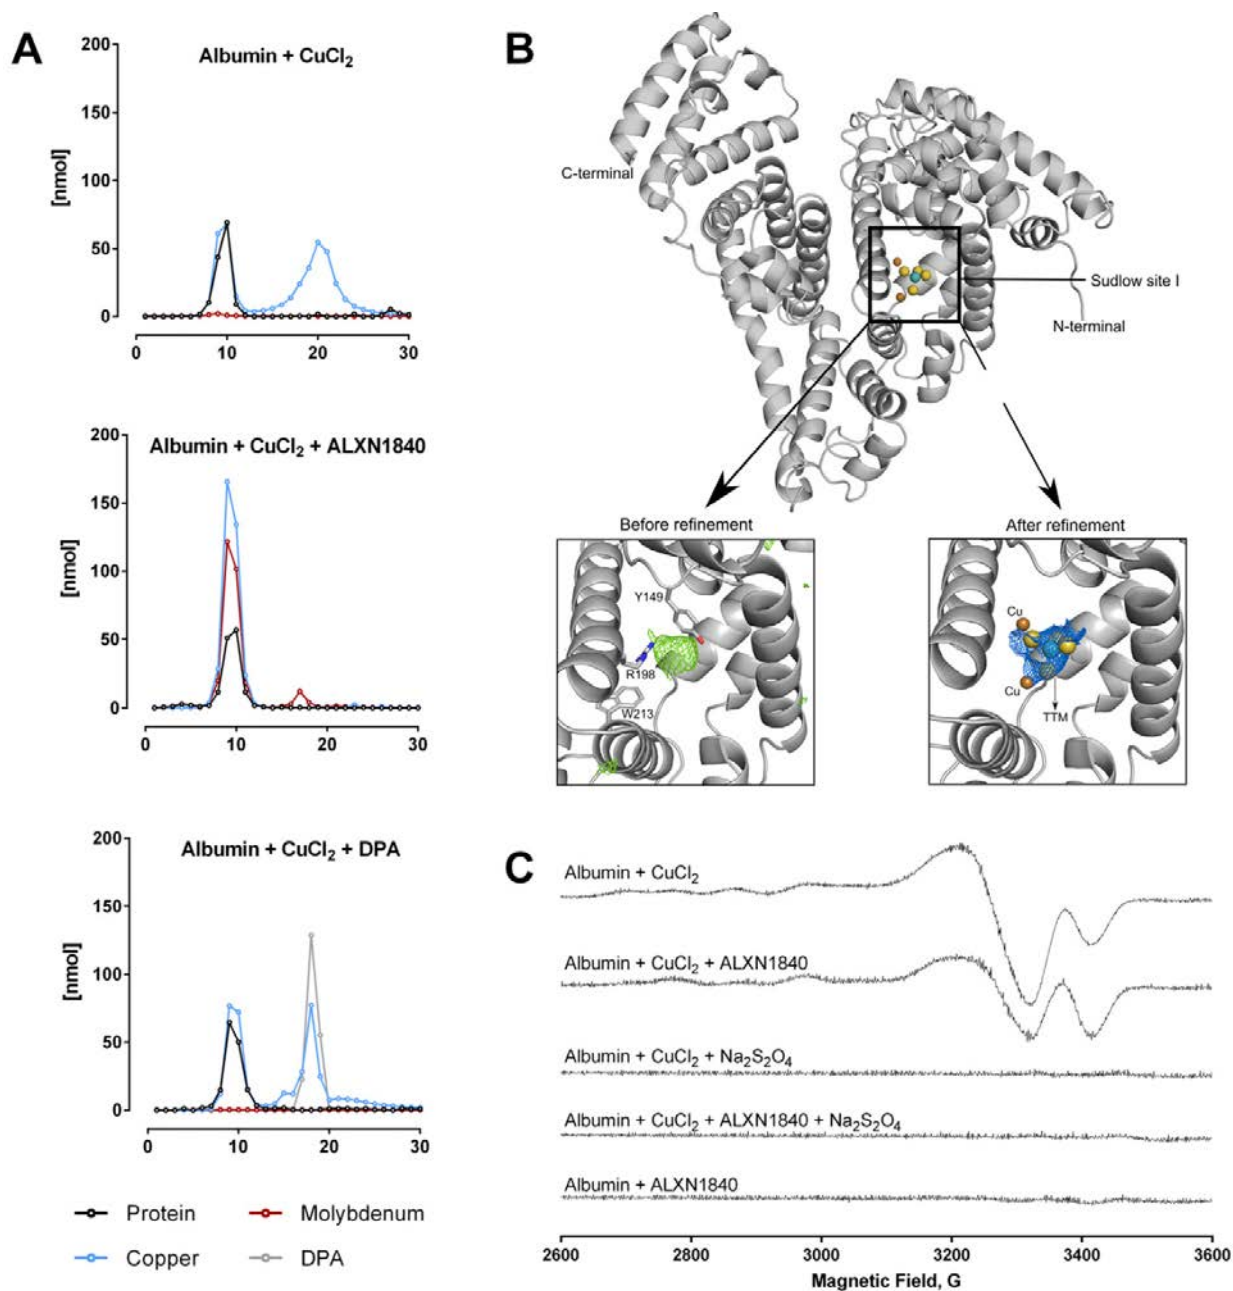 A
Albumin + CuCl₂
[nmol]
200
150
100
50
0
0 10 20 30
Albumin + CuCl₂ + ALXN1840
[nmol]
200
150
100
50
0
0 10 20 30
Albumin + CuCl₂ + DPA
[nmol]
200
150
100
50
0
0 10 20 30
Protein Molybdenum
Copper DPA
B
C-terminal
Sudlow site I
N-terminal
Before refinement
Y149
R198
W213
After refinement
Cu
Cu
TTM
C
Albumin + CuCl₂
Albumin + CuCl₂ + ALXN1840
Albumin + CuCl₂ + Na₂S₂O₄
Albumin + CuCl₂ + ALXN1840 + Na₂S₂O₄
Albumin + ALXN1840
2600 2800 3000 3200 3400 3600
Magnetic Field, G